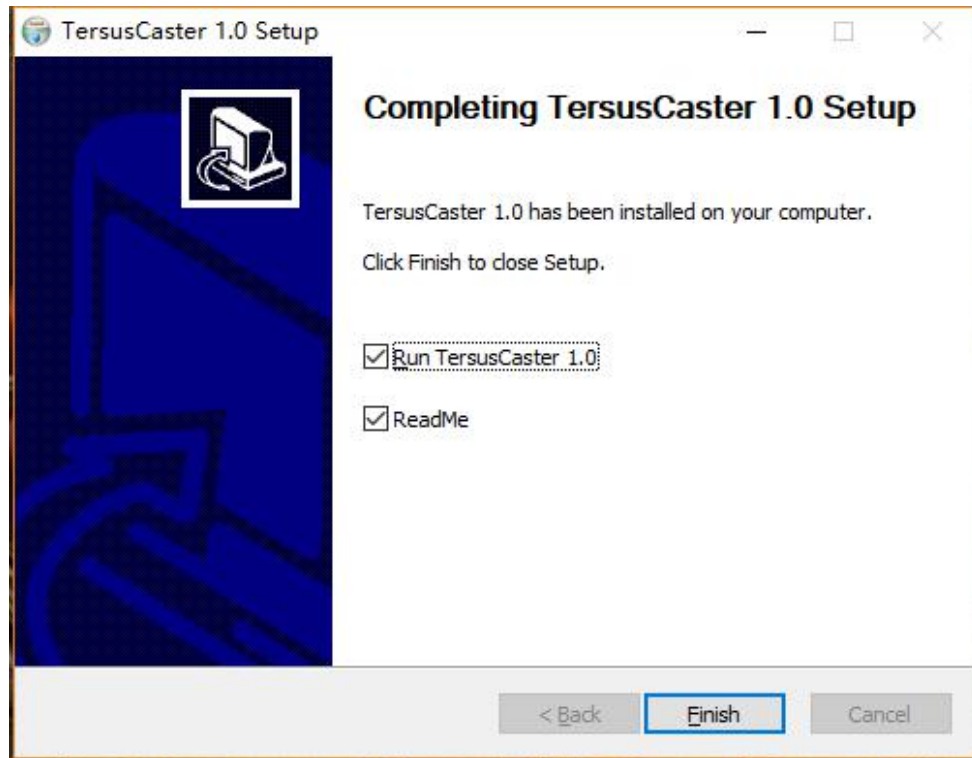 TersusCaster 1.0 Setup
Completing TersusCaster 1.0 Setup
TersusCaster 1.0 has been installed on your computer.
Click Finish to close Setup.
Run TersusCaster 1.0
ReadMe
< Back Finish Cancel